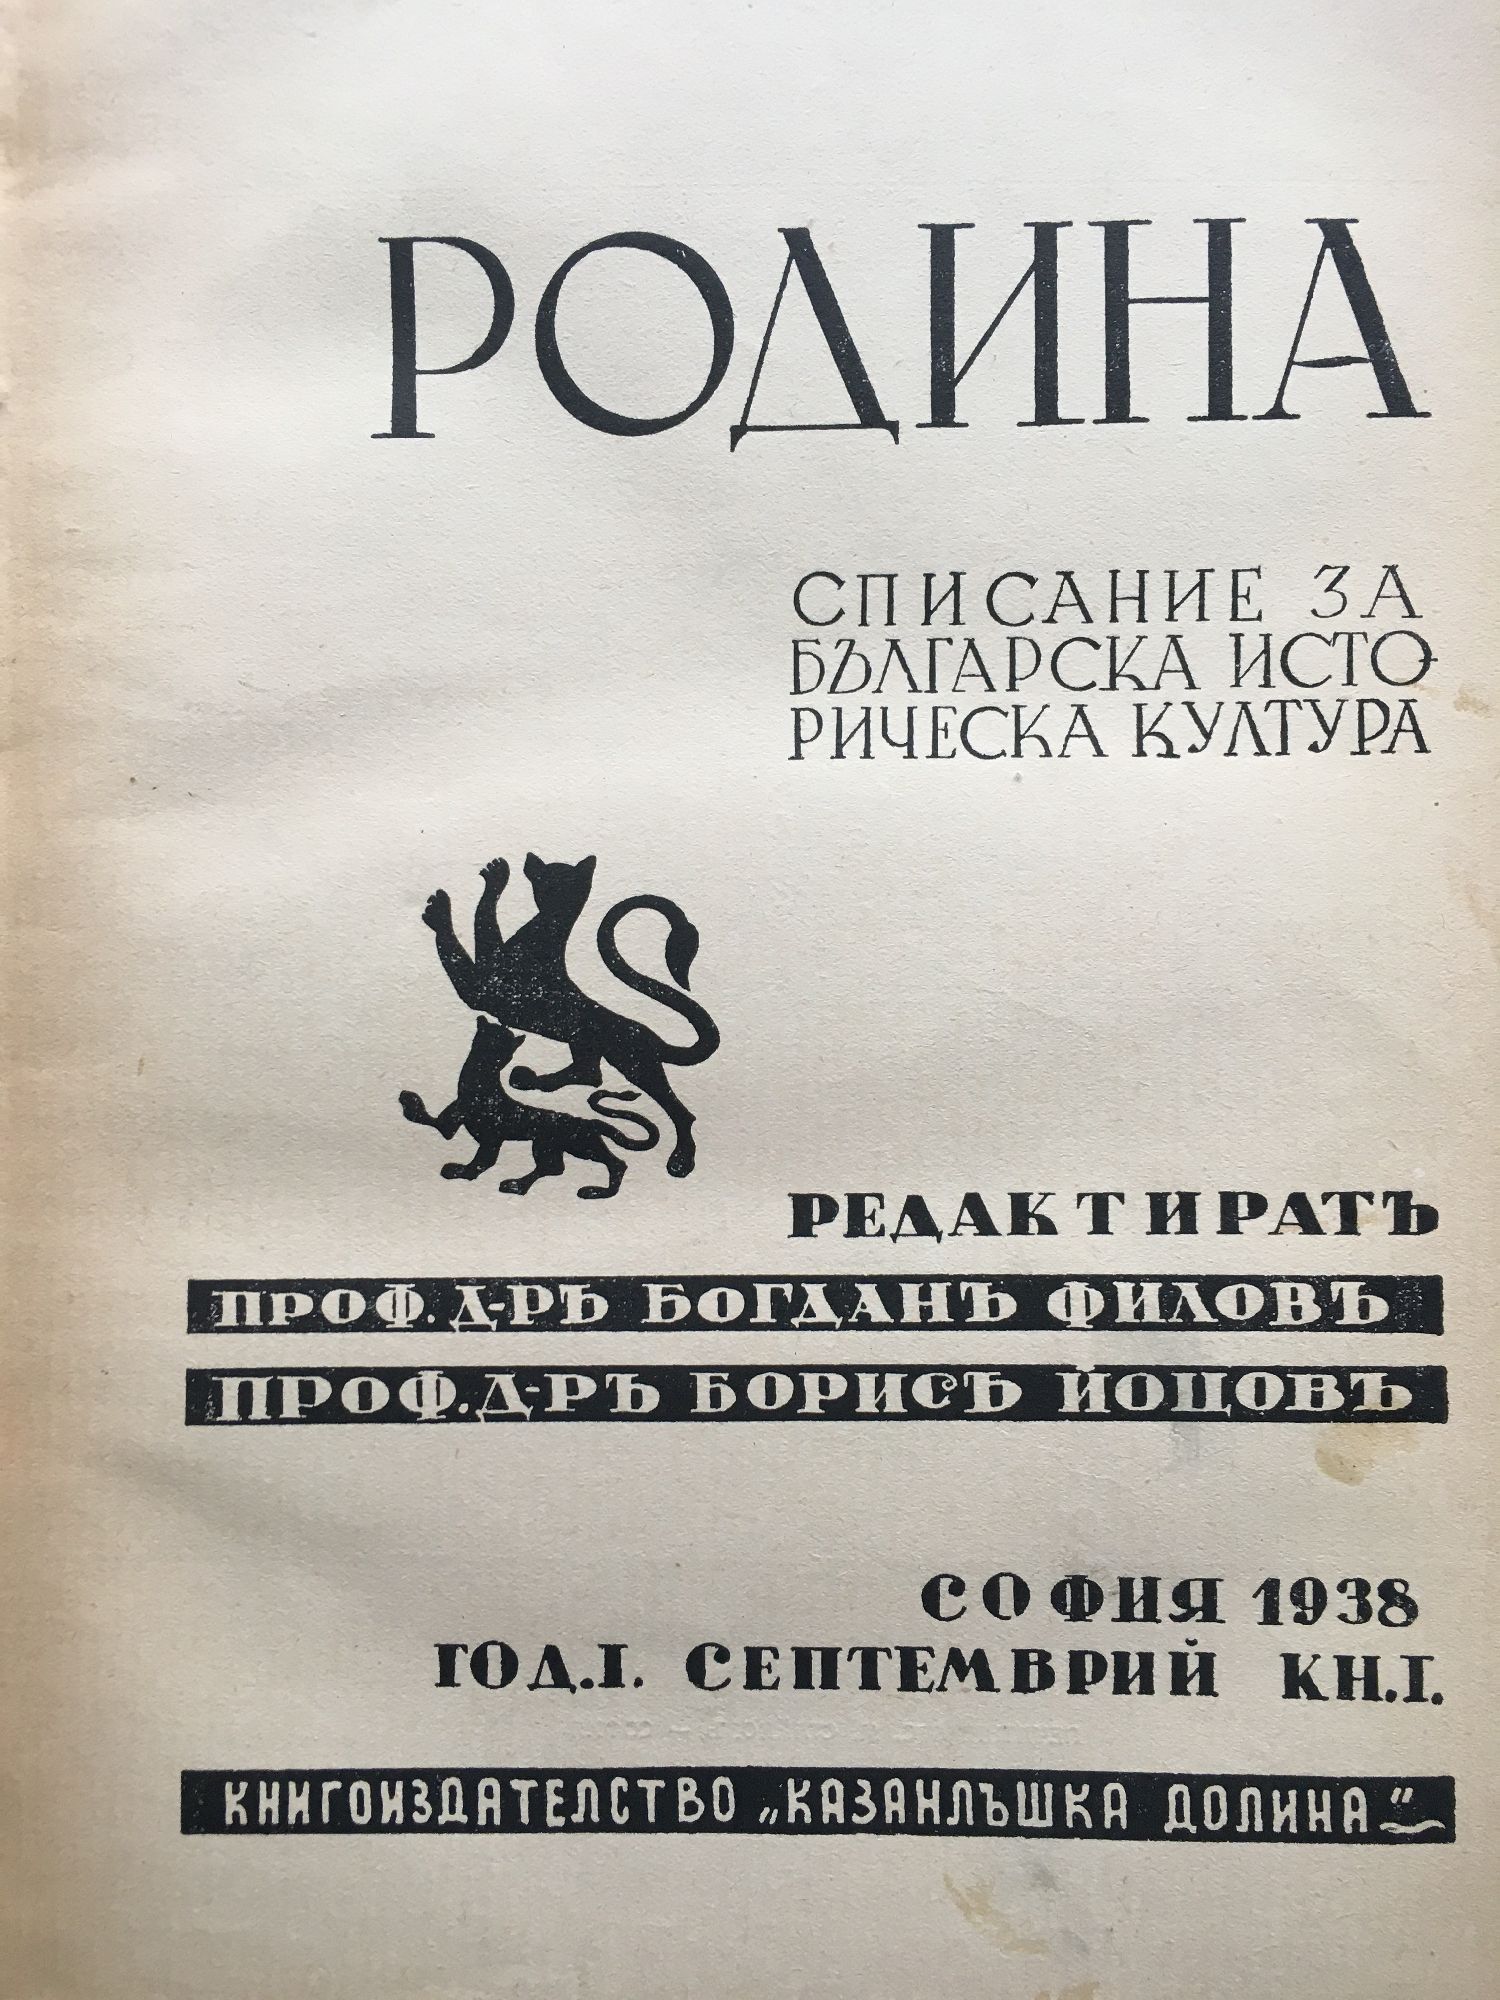 РОДИНА
СПИСАНИЕ ЗА
БЪЛГАРСКА ИСТО-
РИЧЕСКА КУЛТУРА
РЕДАКТИРАТЪ
ПРОФ. Д-РЪ БОГДАНЪ ФИЛОВЪ
ПРОФ. Д-РЪ БОРИСЪ ЙОЦОВЪ
СОФИЯ 1938
ГОД. I. СЕПТЕМВРИЙ КН. I.
КНИГОИЗДАТЕЛСТВО „КАЗАНЛЪШКА ДОЛИНА“